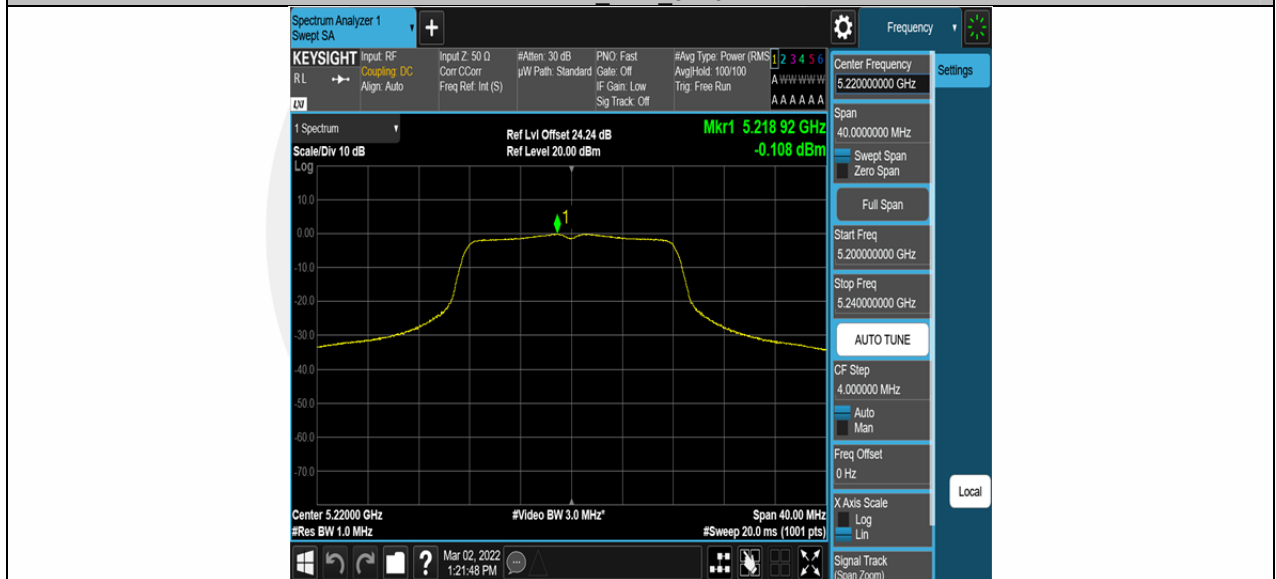 Spectrum Analyzer 1
Swept SA
+
Frequency
KEYSIGHT
RL
LXI
Input: RF
Coupling: DC
Align: Auto
Input Z: 50 Ω
Corr CCorr
Freq Ref: Int (S)
#Atten: 30 dB
µW Path: Standard
PNO: Fast
Gate: Off
IF Gain: Low
Sig Track: Off
#Avg Type: Power (RMS
Avg|Hold: 100/100
Trig: Free Run
1 2 3 4 5 6
A W W W W W
A A A A A A
1 Spectrum
Scale/Div 10 dB
Ref Lvl Offset 24.24 dB
Ref Level 20.00 dBm
Mkr1 5.218 92 GHz
-0.108 dBm
Log
10.0
0.00
-10.0
-20.0
-30.0
-40.0
-50.0
-60.0
-70.0
1
Center 5.22000 GHz
#Res BW 1.0 MHz
#Video BW 3.0 MHz*
Span 40.00 MHz
#Sweep 20.0 ms (1001 pts)
Center Frequency
5.220000000 GHz
Settings
Span
40.0000000 MHz
Swept Span
Zero Span
Full Span
Start Freq
5.200000000 GHz
Stop Freq
5.240000000 GHz
AUTO TUNE
CF Step
4.000000 MHz
Auto
Man
Freq Offset
0 Hz
X Axis Scale
Log
Lin
Local
Signal Track
(Span Zoom)
?
Mar 02, 2022
1:21:48 PM